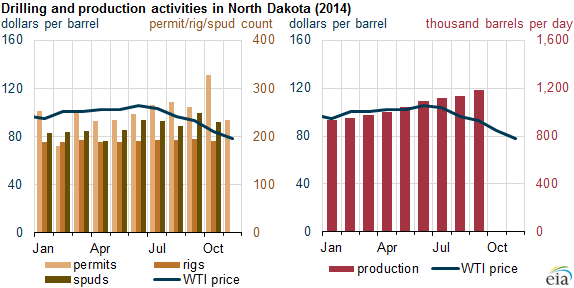 Drilling and production activities in North Dakota (2014)
dollars per barrel permit/rig/spud count
160 400
120 300
80 200
40 100
0 0
Jan Apr Jul Oct
permits rigs
spuds WTI price
dollars per barrel thousand barrels per day
160 1,600
120 1,200
80 800
40 400
0 0
Jan Apr Jul Oct
production WTI price
eia